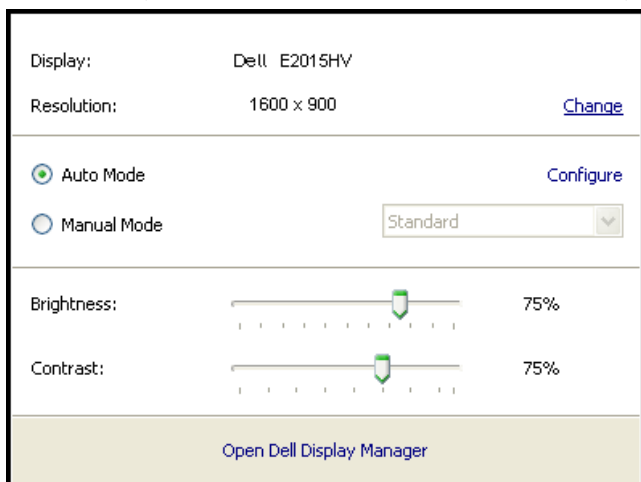 Display: Dell E2015HV
Resolution: 1600 x 900 Change
Auto Mode Configure
Manual Mode Standard
Brightness: 75%
Contrast: 75%
Open Dell Display Manager